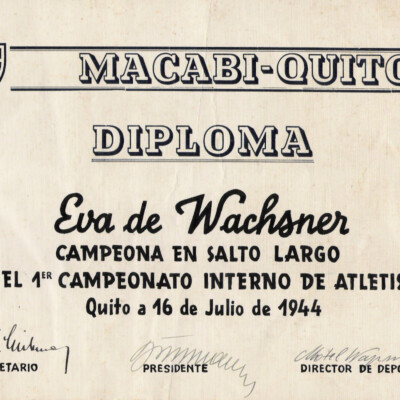 MACABI-QUITO
DIPLOMA
Eva de Wachsner
CAMPEONA EN SALTO LARGO
EL 1ER CAMPEONATO INTERNO DE ATLETIS
Quito a 16 de Julio de 1944
ETARIO PRESIDENTE DIRECTOR DE DEPO